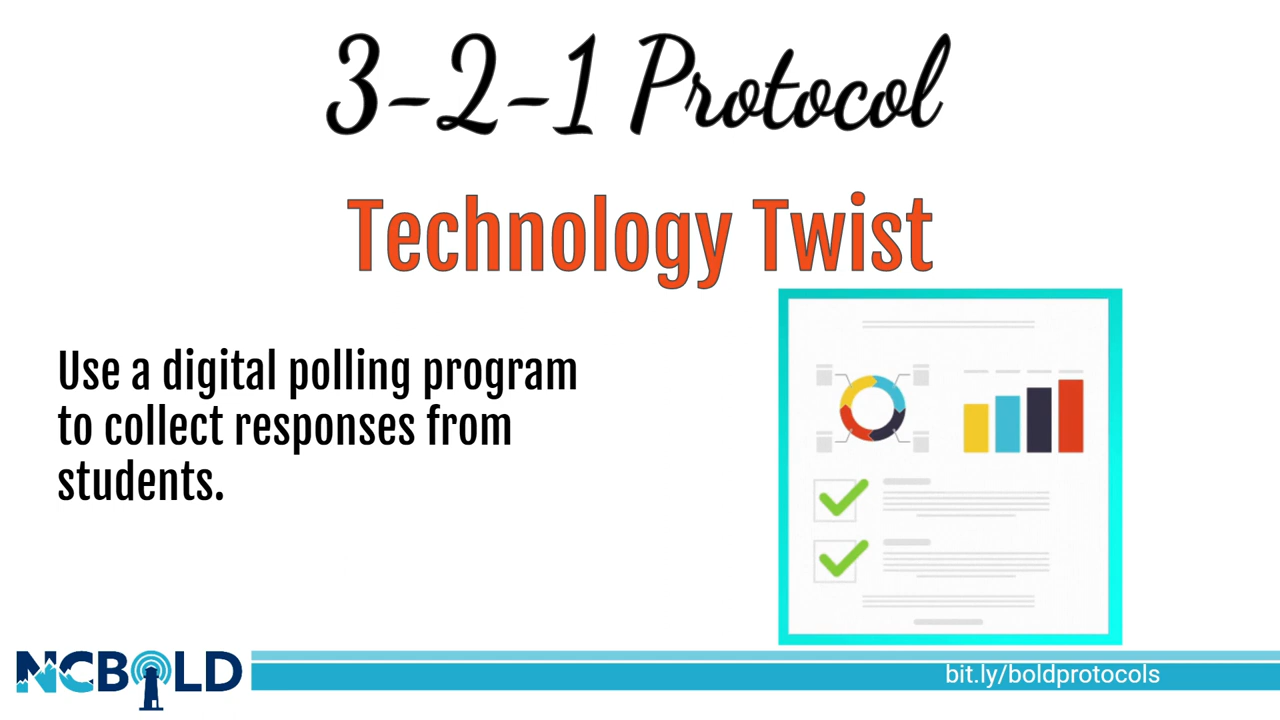 3-2-1 Protocol
Technology Twist
Use a digital polling program
to collect responses from
students.
NCBOLD
bit.ly/boldprotocols